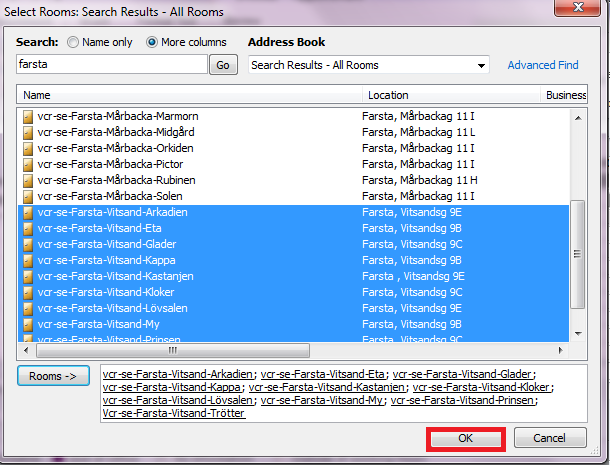 Select Rooms: Search Results - All Rooms
Search: Name only More columns Address Book
farsta Go Search Results - All Rooms Advanced Find
Name Location Business
vcr-se-Farsta-Mårbacka-Marmorn Farsta, Mårbackag 11 I
vcr-se-Farsta-Mårbacka-Midgård Farsta, Mårbackag 11 L
vcr-se-Farsta-Mårbacka-Orkiden Farsta, Mårbackag 11 I
vcr-se-Farsta-Mårbacka-Pictor Farsta, Mårbackag 11 I
vcr-se-Farsta-Mårbacka-Rubinen Farsta, Mårbackag 11 H
vcr-se-Farsta-Mårbacka-Solen Farsta, Mårbackag 11 I
vcr-se-Farsta-Vitsand-Arkadien Farsta, Vitsandsg 9E
vcr-se-Farsta-Vitsand-Eta Farsta, Vitsandsg 9B
vcr-se-Farsta-Vitsand-Glader Farsta, Vitsandsg 9C
vcr-se-Farsta-Vitsand-Kappa Farsta, Vitsandsg 9B
vcr-se-Farsta-Vitsand-Kastanjen Farsta , Vitsandsg 9E
vcr-se-Farsta-Vitsand-Kloker Farsta, Vitsandsg 9C
vcr-se-Farsta-Vitsand-Lövsalen Farsta, Vitsandsg 9E
vcr-se-Farsta-Vitsand-My Farsta, Vitsandsg 9B
vcr-se-Farsta-Vitsand-Prinsen Farsta, Vitsandsg 9C
Rooms -> vcr-se-Farsta-Vitsand-Arkadien; vcr-se-Farsta-Vitsand-Eta; vcr-se-Farsta-Vitsand-Glader;
vcr-se-Farsta-Vitsand-Kappa; vcr-se-Farsta-Vitsand-Kastanjen; vcr-se-Farsta-Vitsand-Kloker;
vcr-se-Farsta-Vitsand-Lövsalen; vcr-se-Farsta-Vitsand-My; vcr-se-Farsta-Vitsand-Prinsen;
Vcr-se-Farsta-Vitsand-Trötter
OK Cancel